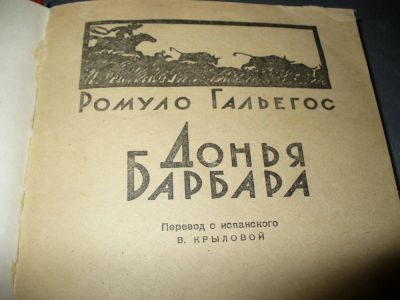 Ромуло Гальегос
Донья
Барбара
Перевод с испанского
В. Крыловой